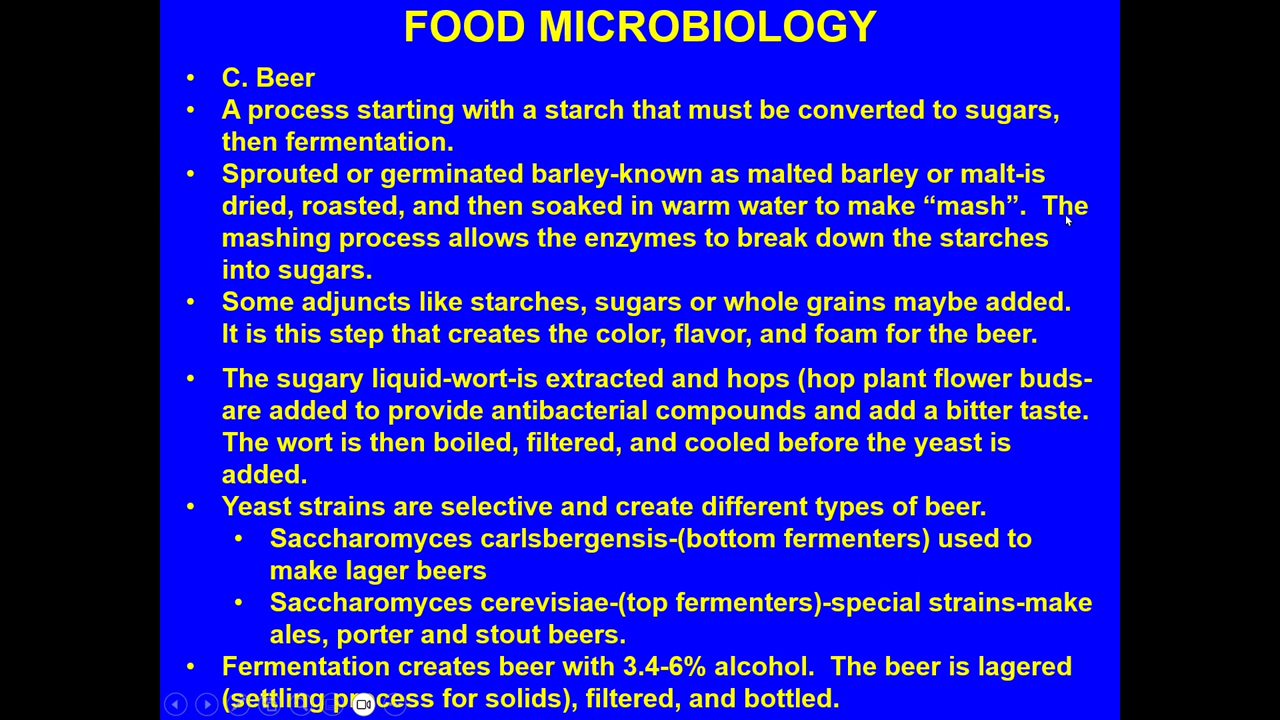 FOOD MICROBIOLOGY
• C. Beer
• A process starting with a starch that must be converted to sugars,
then fermentation.
• Sprouted or germinated barley-known as malted barley or malt-is
dried, roasted, and then soaked in warm water to make “mash”.  The
mashing process allows the enzymes to break down the starches
into sugars.
• Some adjuncts like starches, sugars or whole grains maybe added.
It is this step that creates the color, flavor, and foam for the beer.
• The sugary liquid-wort-is extracted and hops (hop plant flower buds-
are added to provide antibacterial compounds and add a bitter taste.
The wort is then boiled, filtered, and cooled before the yeast is
added.
• Yeast strains are selective and create different types of beer.
• Saccharomyces carlsbergensis-(bottom fermenters) used to
make lager beers
• Saccharomyces cerevisiae-(top fermenters)-special strains-make
ales, porter and stout beers.
• Fermentation creates beer with 3.4-6% alcohol.  The beer is lagered
(settling process for solids), filtered, and bottled.